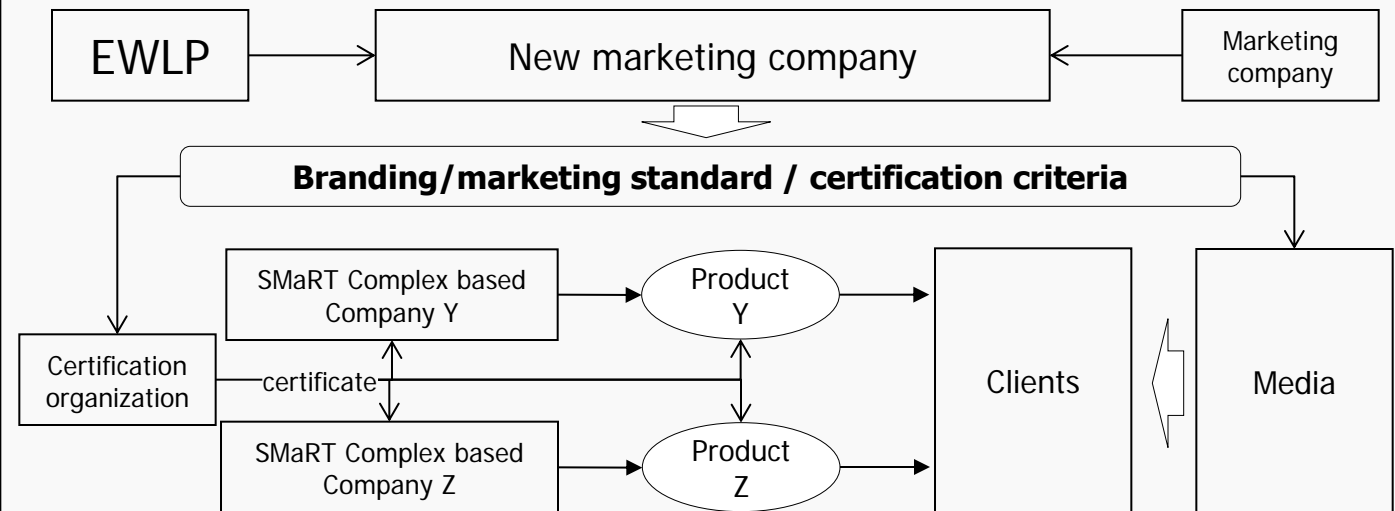 EWLP
New marketing company
Marketing
company
Branding/marketing standard / certification criteria
SMaRT Complex based
Company Y
Product
Y
Certification
organization
certificate
Clients
Media
SMaRT Complex based
Company Z
Product
Z